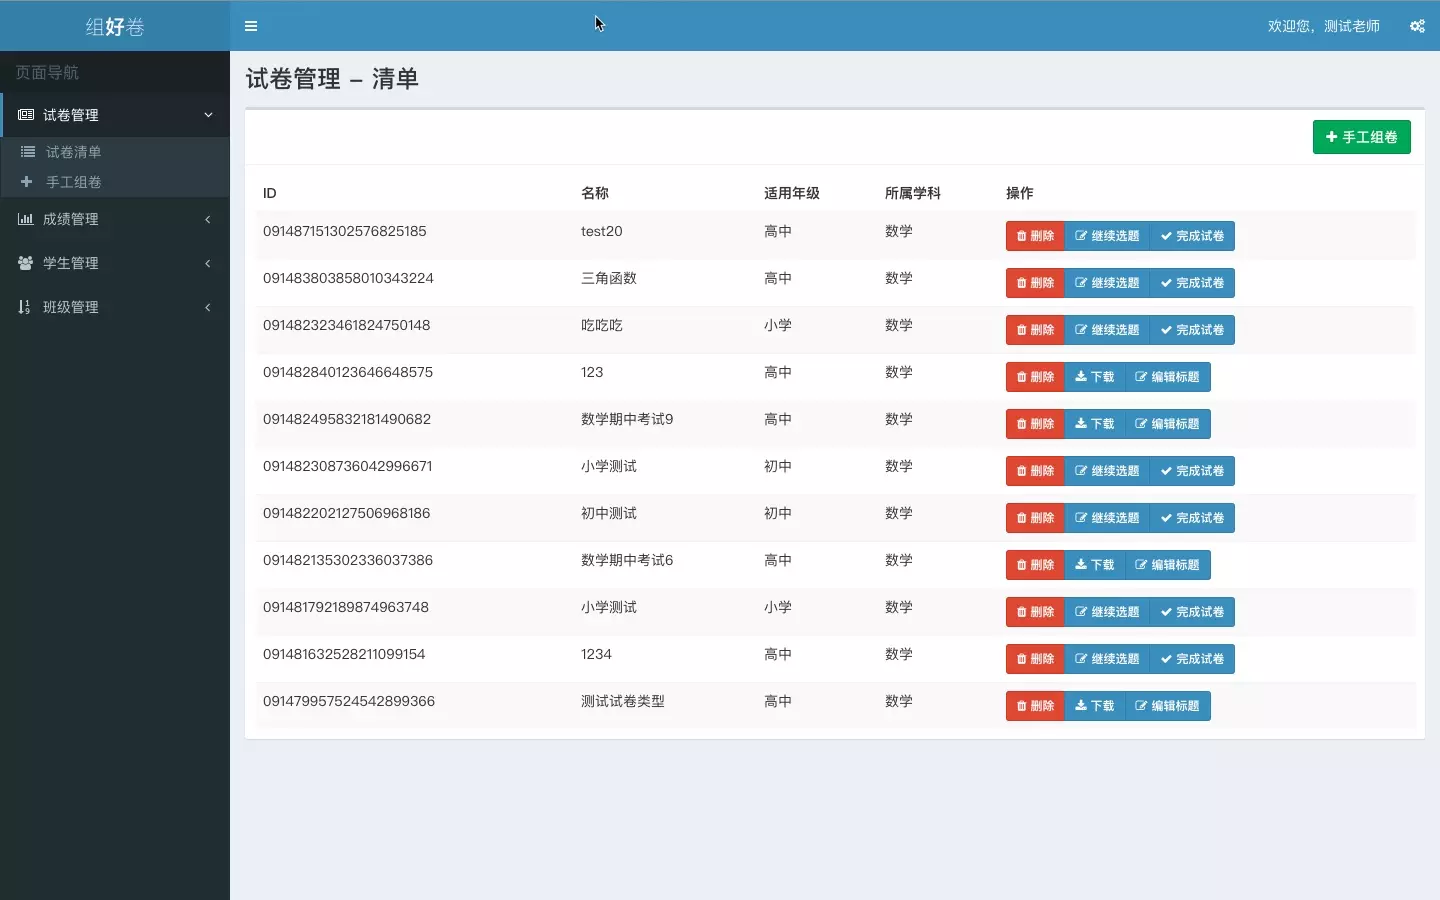 组好卷
欢迎您，测试老师
页面导航
试卷管理
试卷清单
手工组卷
成绩管理
学生管理
班级管理
试卷管理 – 清单
手工组卷
ID 名称 适用年级 所属学科 操作
091487151302576825185 test20 高中 数学 删除 继续选题 完成试卷
091483803858010343224 三角函数 高中 数学 删除 继续选题 完成试卷
091482323461824750148 吃吃吃 小学 数学 删除 继续选题 完成试卷
091482840123646648575 123 高中 数学 删除 下载 编辑标题
091482495832181490682 数学期中考试9 高中 数学 删除 下载 编辑标题
091482308736042996671 小学测试 初中 数学 删除 继续选题 完成试卷
091482202127506968186 初中测试 初中 数学 删除 继续选题 完成试卷
091482135302336037386 数学期中考试6 高中 数学 删除 下载 编辑标题
091481792189874963748 小学测试 小学 数学 删除 继续选题 完成试卷
091481632528211099154 1234 高中 数学 删除 继续选题 完成试卷
091479957524542899366 测试试卷类型 高中 数学 删除 下载 编辑标题